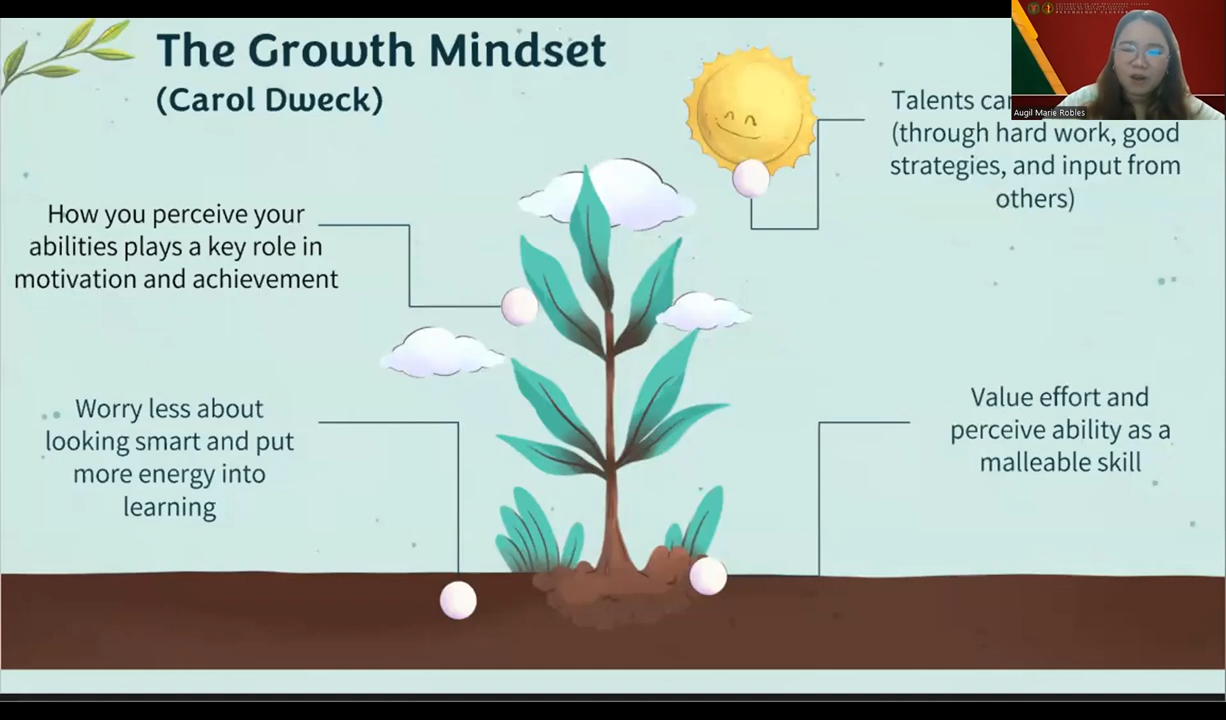 The Growth Mindset
(Carol Dweck)
Talents can
(through hard work, good
strategies, and input from
others)
How you perceive your
abilities plays a key role in
motivation and achievement
Worry less about
looking smart and put
more energy into
learning
Value effort and
perceive ability as a
malleable skill
Augil Marie Robles